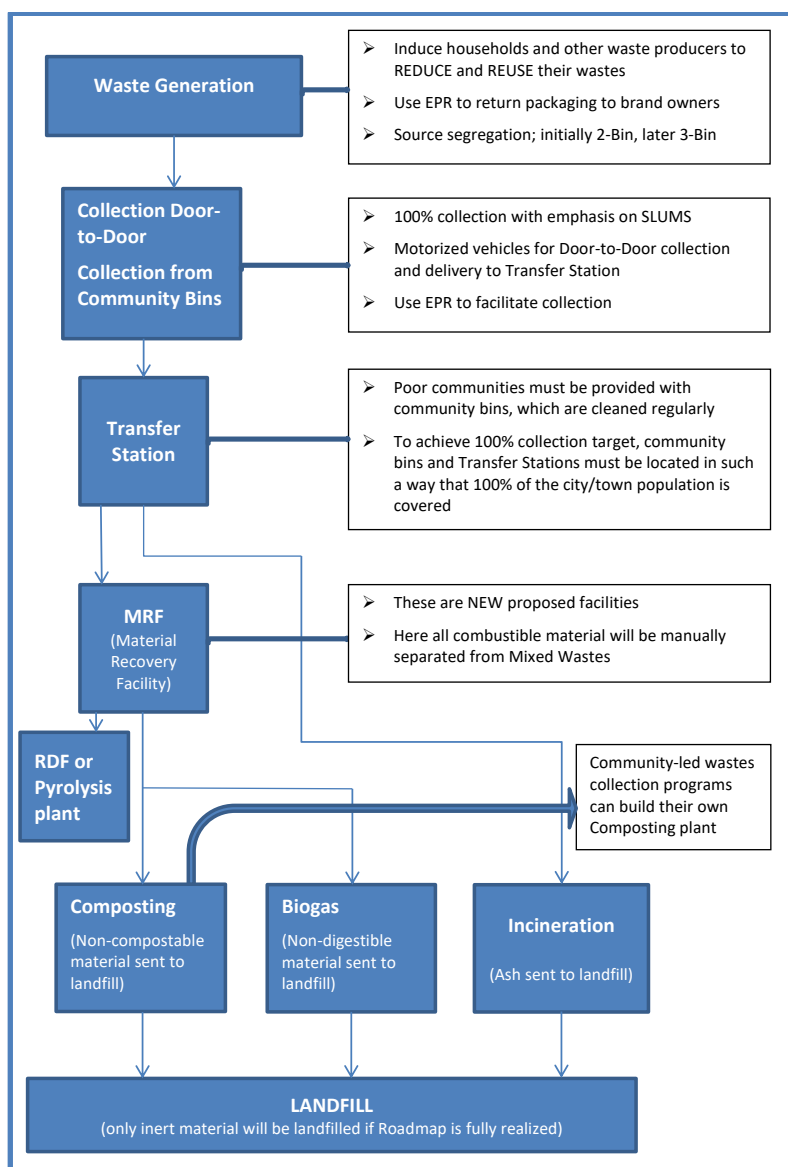 Waste Generation
➢ Induce households and other waste producers to
REDUCE and REUSE their wastes
➢ Use EPR to return packaging to brand owners
➢ Source segregation; initially 2-Bin, later 3-Bin
Collection Door-
to-Door
Collection from
Community Bins
➢ 100% collection with emphasis on SLUMS
➢ Motorized vehicles for Door-to-Door collection
and delivery to Transfer Station
➢ Use EPR to facilitate collection
Transfer
Station
➢ Poor communities must be provided with
community bins, which are cleaned regularly
➢ To achieve 100% collection target, community
bins and Transfer Stations must be located in such
a way that 100% of the city/town population is
covered
MRF
(Material
Recovery
Facility)
➢ These are NEW proposed facilities
➢ Here all combustible material will be manually
separated from Mixed Wastes
RDF or
Pyrolysis
plant
Community-led wastes
collection programs
can build their own
Composting plant
Composting
(Non-compostable
material sent to
landfill)
Biogas
(Non-digestible
material sent to
landfill)
Incineration
(Ash sent to landfill)
LANDFILL
(only inert material will be landfilled if Roadmap is fully realized)